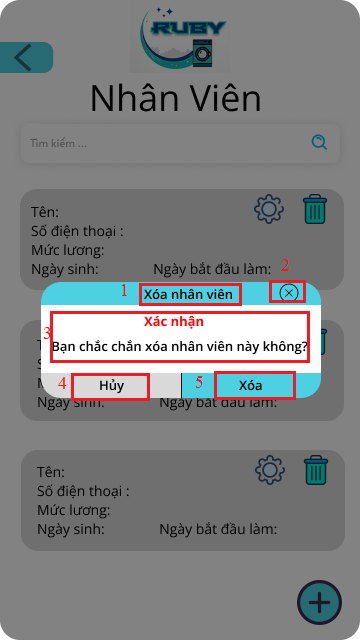 RUBY
Nhân Viên
Tìm kiếm ...
Tên:
Số điện thoại :
Mức lương:
Ngày sinh: Ngày bắt đầu làm:
2
1 Xóa nhân viên
Xác nhận
3
Bạn chắc chắn xóa nhân viên này không?
4 Hủy 5 Xóa
Ngày sinh: Ngày bắt đầu làm:
Tên:
Số điện thoại :
Mức lương:
Ngày sinh: Ngày bắt đầu làm: